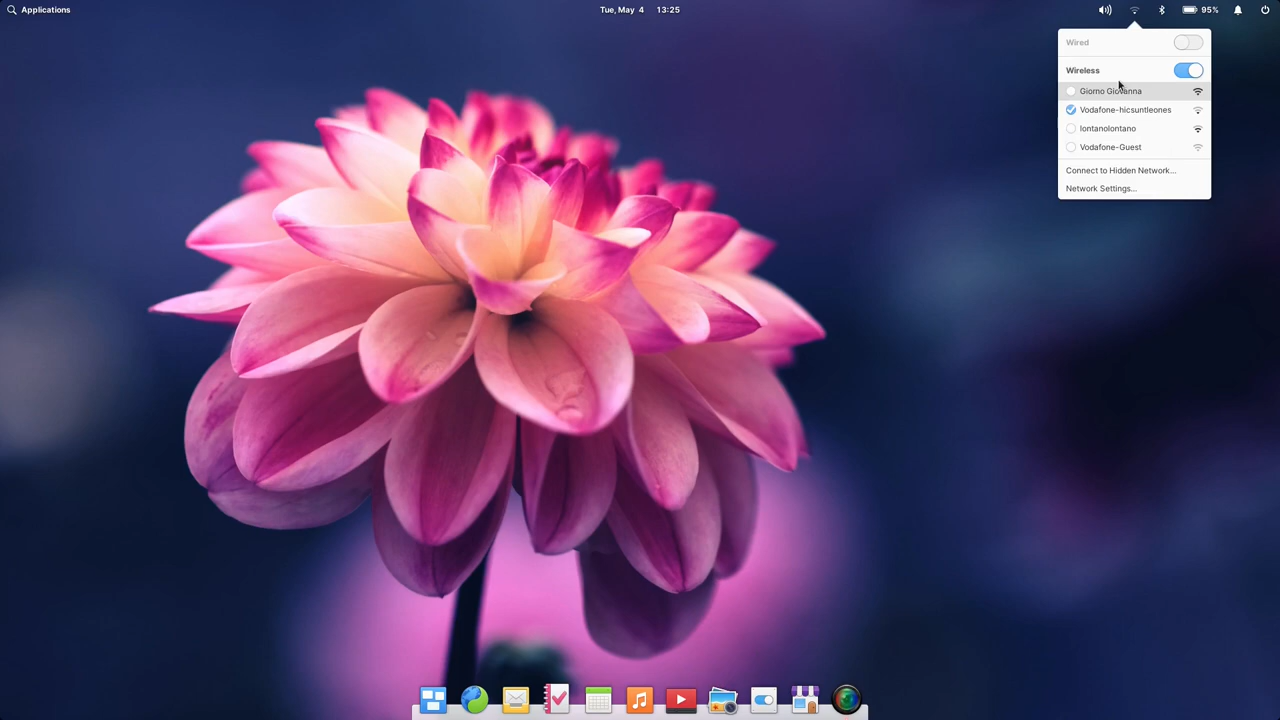 Applications
Tue, May 4 13:25
95%
Wired
Wireless
Giorno Giovanna
Vodafone-hicsuntleones
lontanolontano
Vodafone-Guest
Connect to Hidden Network...
Network Settings...